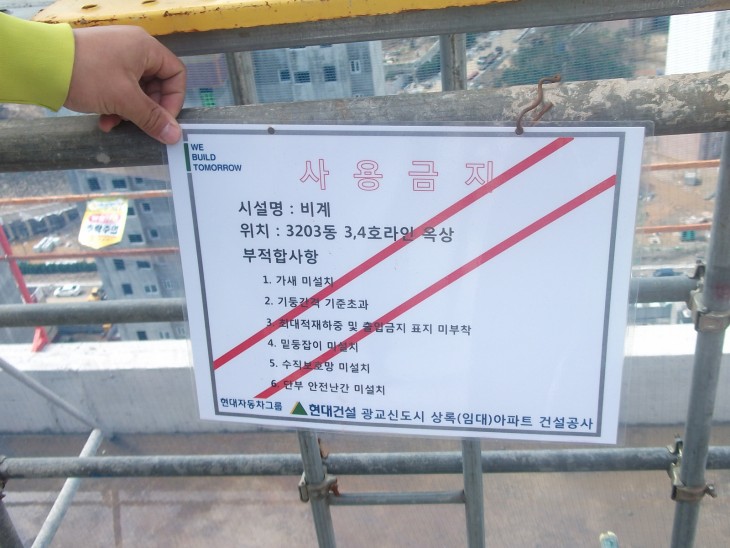 WE
BUILD
TOMORROW
사용금지
시설명 : 비계
위치 : 3203동 3,4호라인 옥상
부적합사항
1. 가새 미설치
2. 기둥간격 기준초과
3. 최대적재하중 및 출입금지 표지 미부착
4. 밑둥잡이 미설치
5. 수직보호망 미설치
6. 단부 안전난간 미설치
현대자동차그룹 현대건설 광교신도시 상록(임대)아파트 건설공사